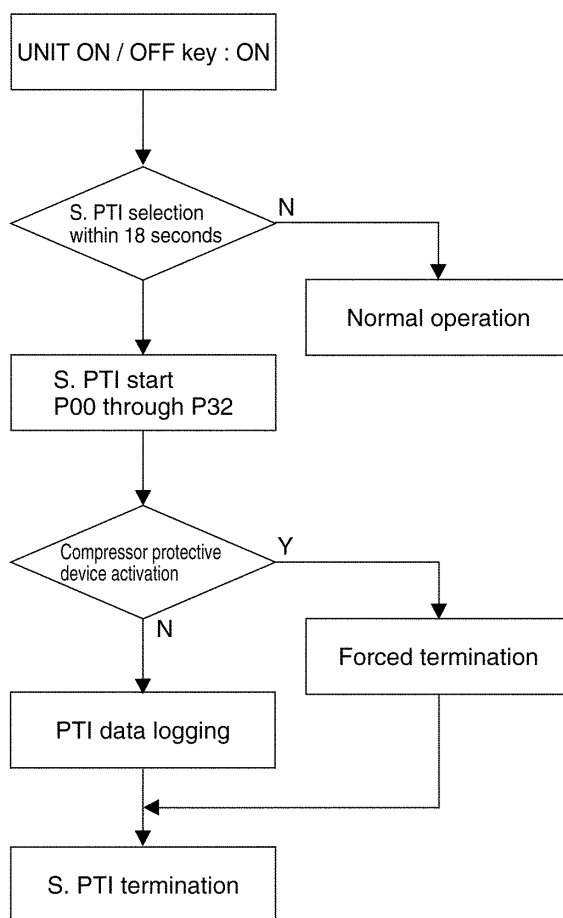 UNIT ON / OFF key : ON
S. PTI selection
within 18 seconds
N
Normal operation
S. PTI start
P00 through P32
Compressor protective
device activation
Y
N
Forced termination
PTI data logging
S. PTI termination